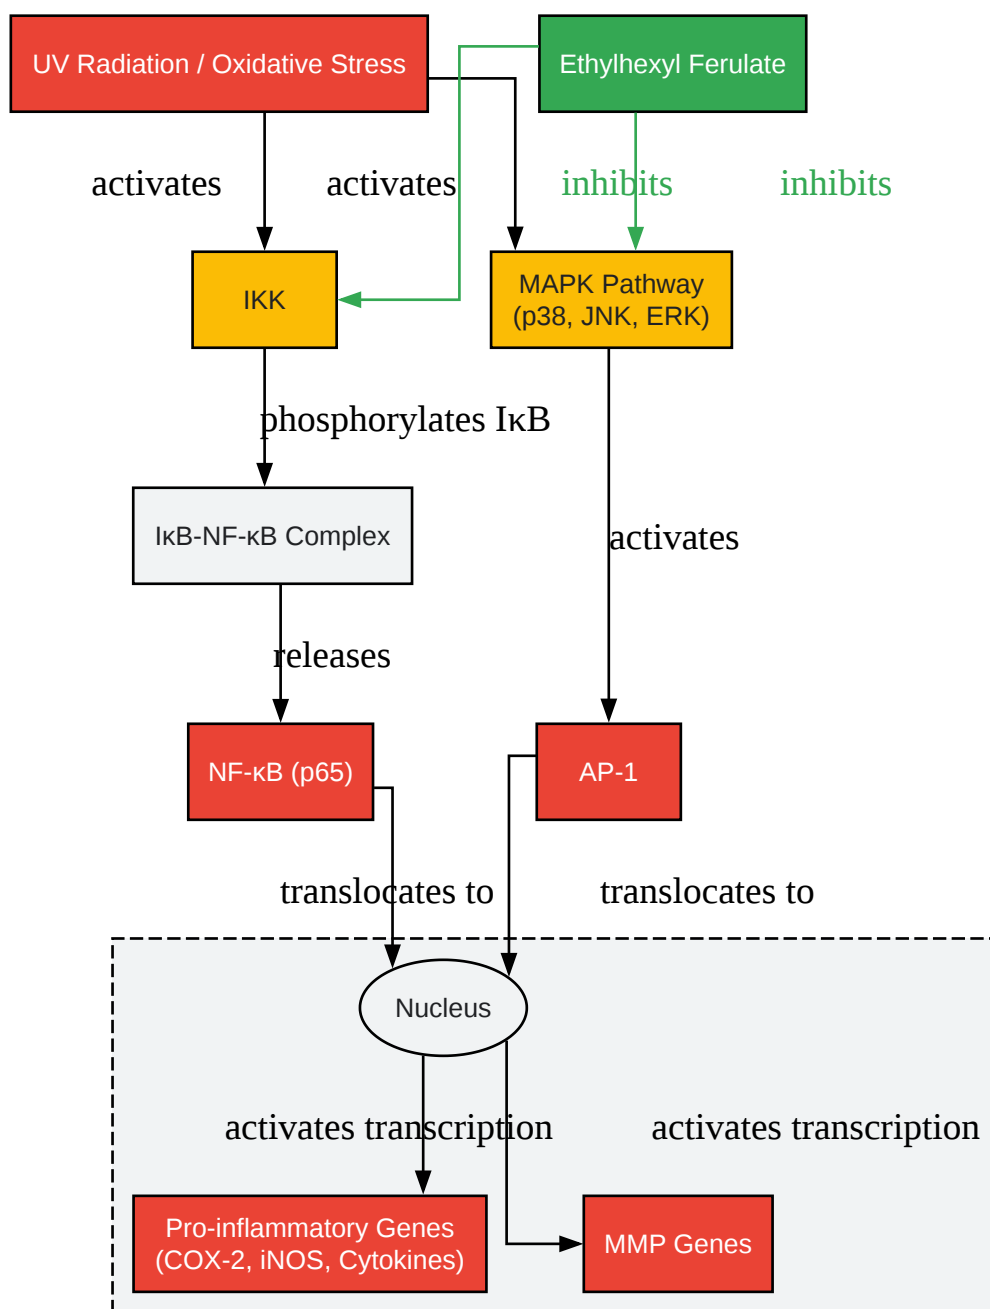 UV Radiation / Oxidative Stress
Ethylhexyl Ferulate
activates
activates
inhibits
inhibits
IKK
MAPK Pathway
(p38, JNK, ERK)
phosphorylates IκB
IκB-NF-κB Complex
activates
releases
NF-κB (p65)
AP-1
translocates to
translocates to
Nucleus
activates transcription
activates transcription
Pro-inflammatory Genes
(COX-2, iNOS, Cytokines)
MMP Genes